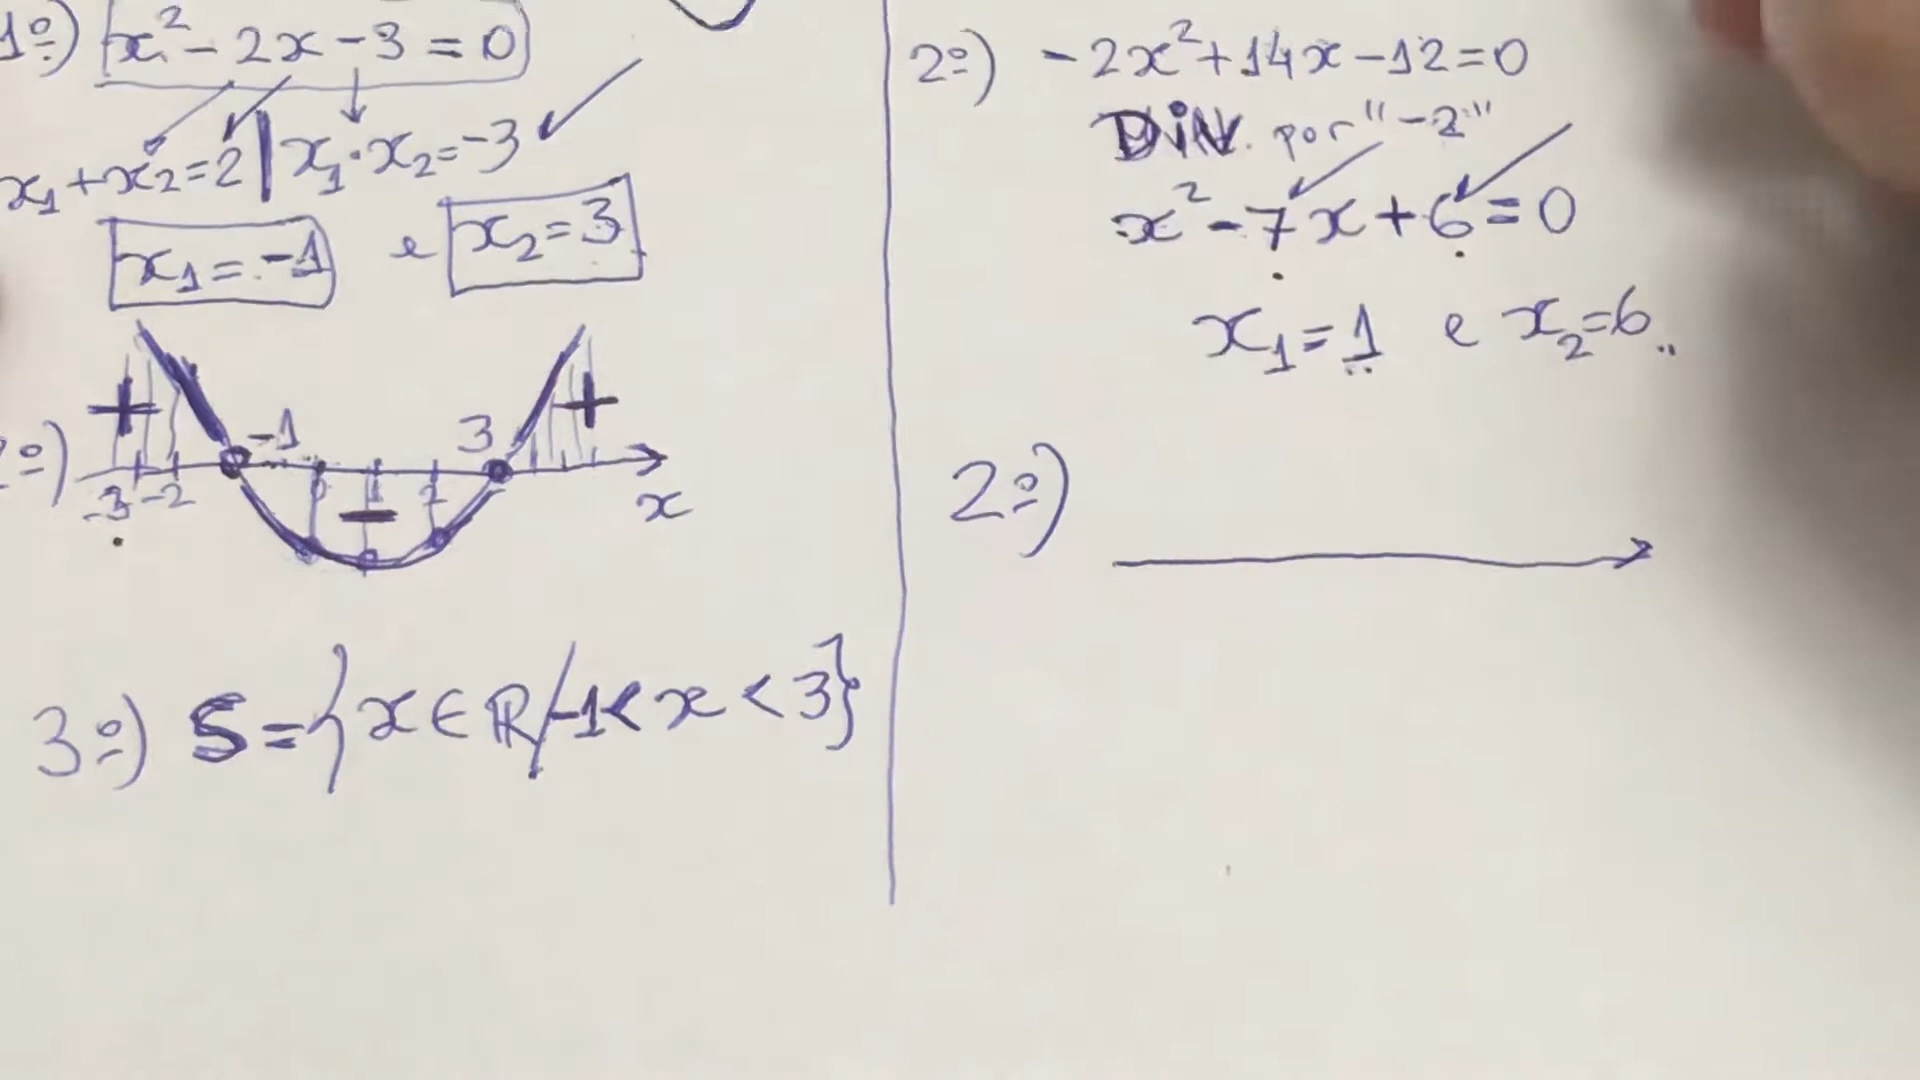 1º) x² - 2x - 3 = 0
x₁ + x₂ = 2 | x₁ · x₂ = -3
x₁ = -1 e x₂ = 3
+ -1 3 +
-3 -2 0 1 2 x
-
3º) S = {x ∈ ℝ / -1 < x < 3}
2º) -2x² + 14x - 12 = 0
Div. por "-2"
x² - 7x + 6 = 0
x₁ = 1 e x₂ = 6
2º)